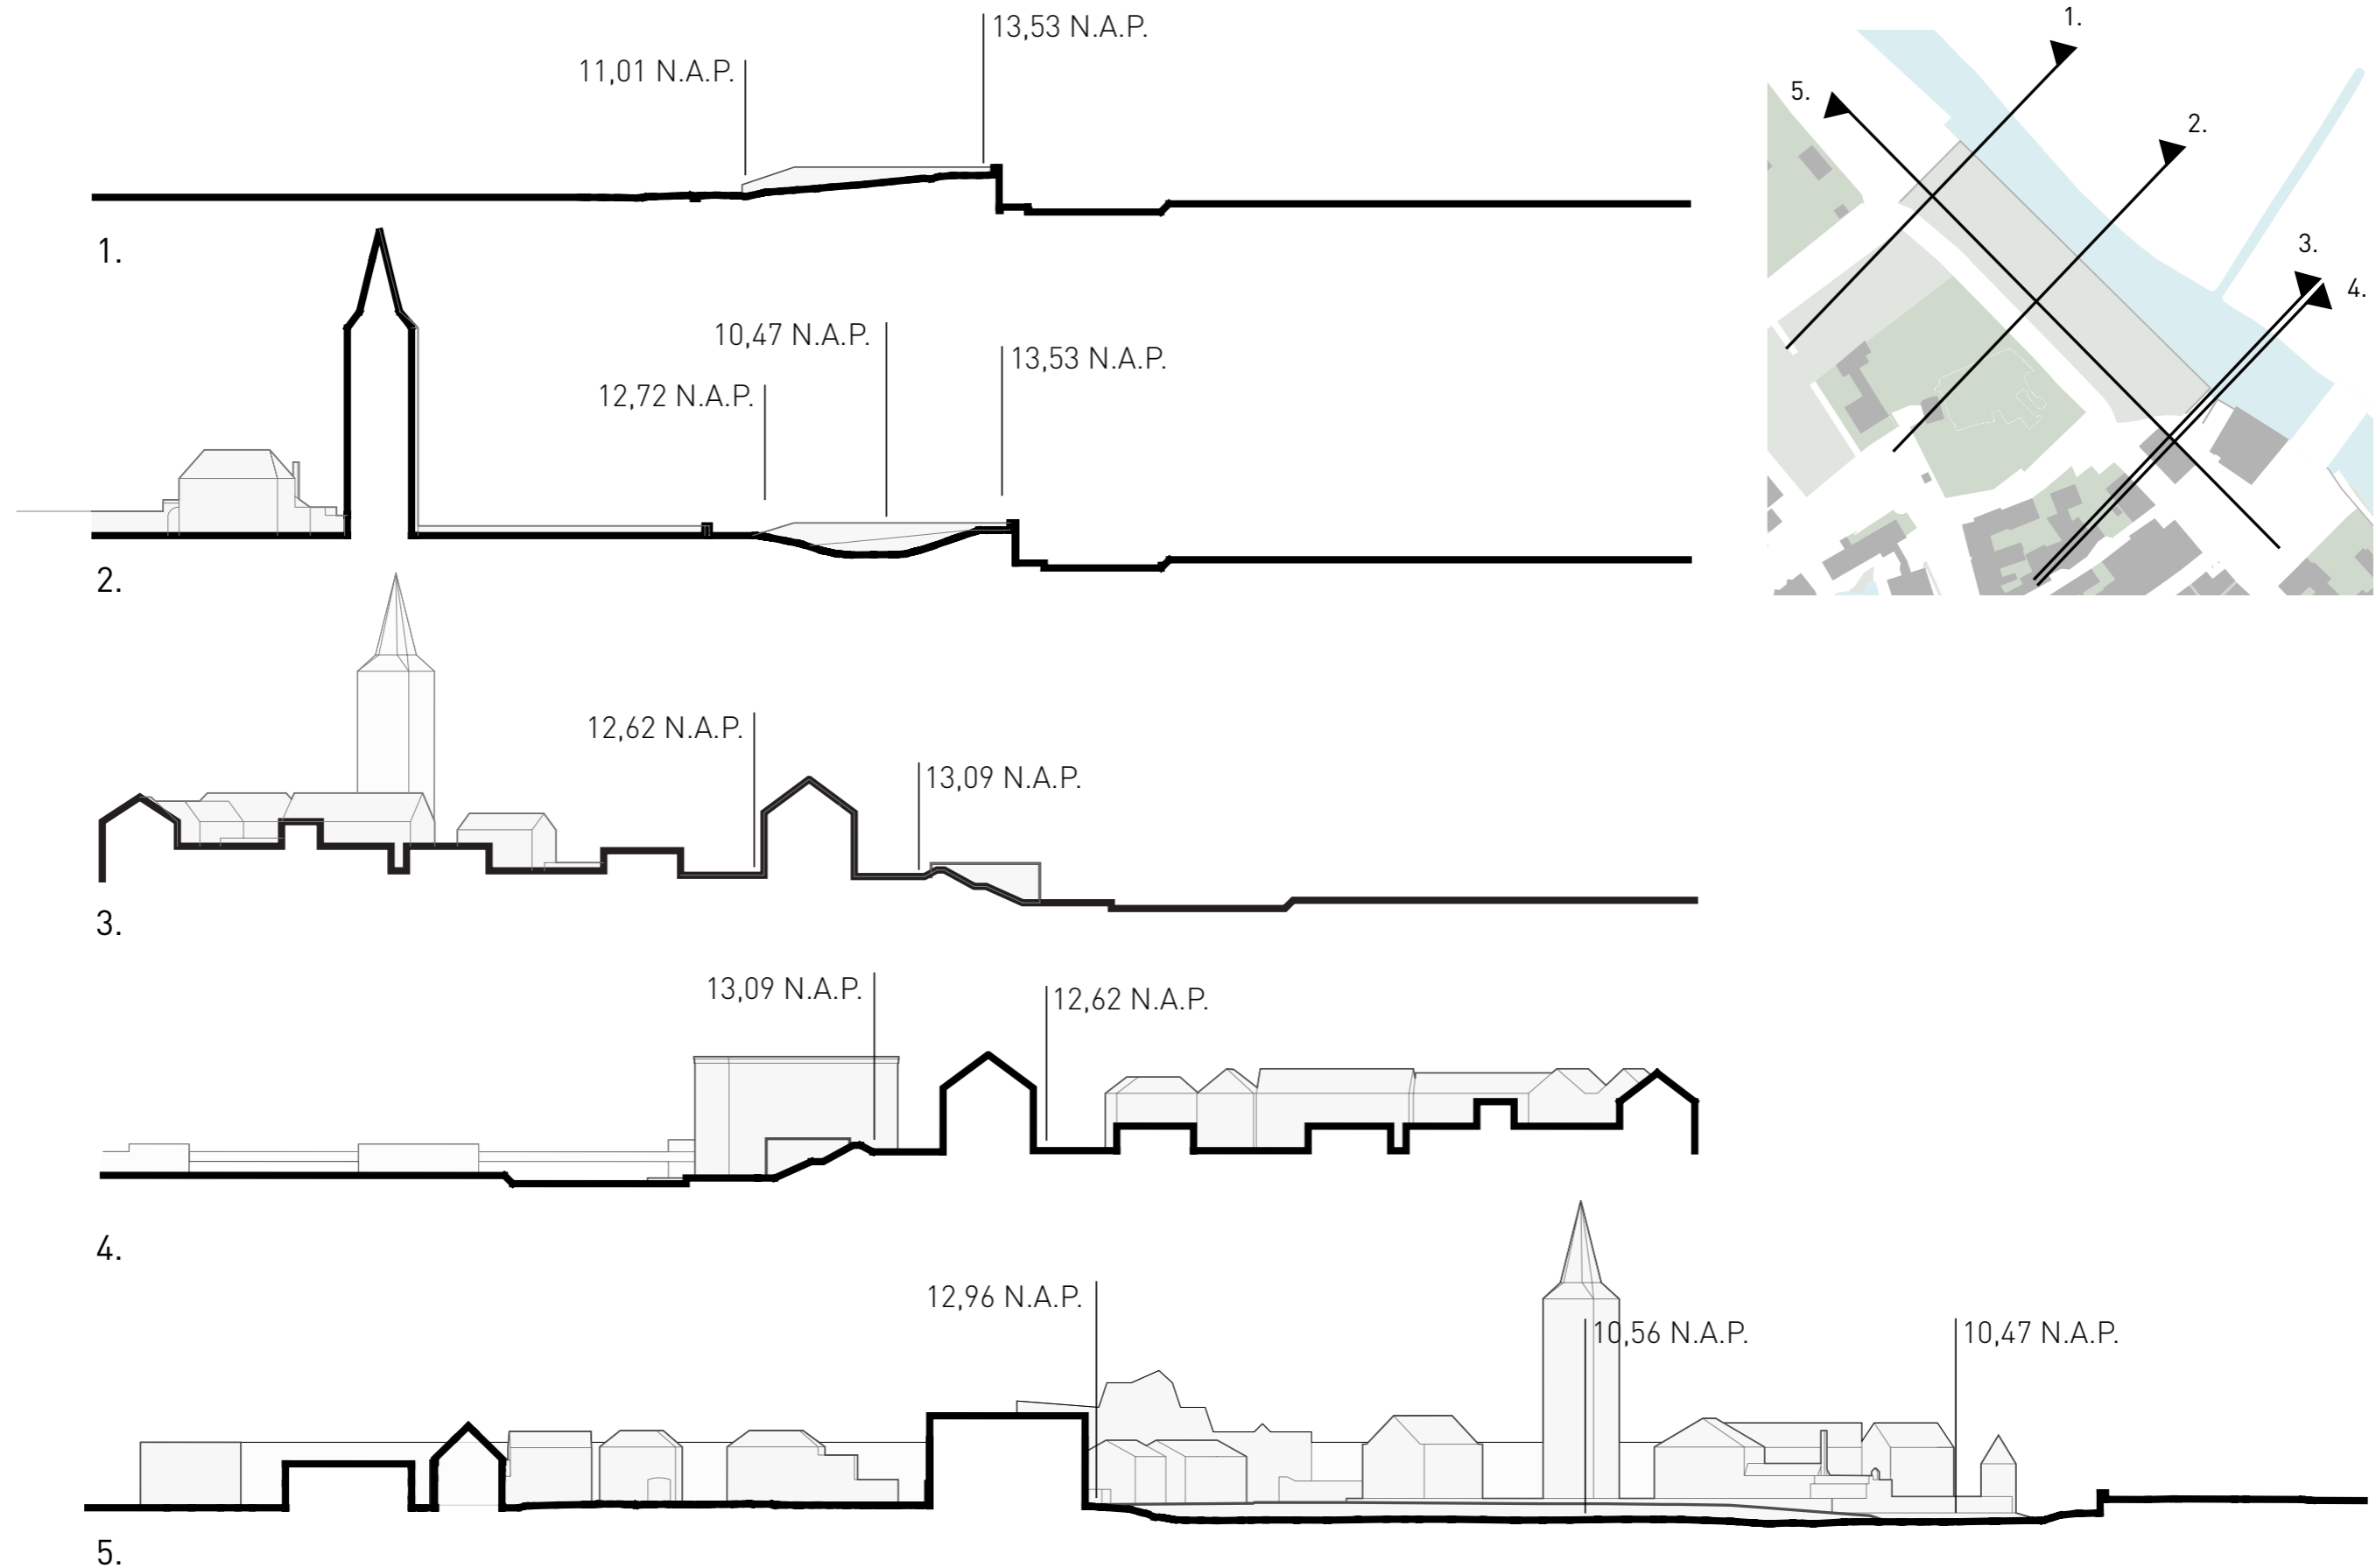 13,53 N.A.P.
11,01 N.A.P.
1.
10,47 N.A.P.
13,53 N.A.P.
12,72 N.A.P.
2.
12,62 N.A.P.
13,09 N.A.P.
3.
13,09 N.A.P.
12,62 N.A.P.
4.
12,96 N.A.P.
10,56 N.A.P.
10,47 N.A.P.
5.
1.
5.
2.
3.
4.